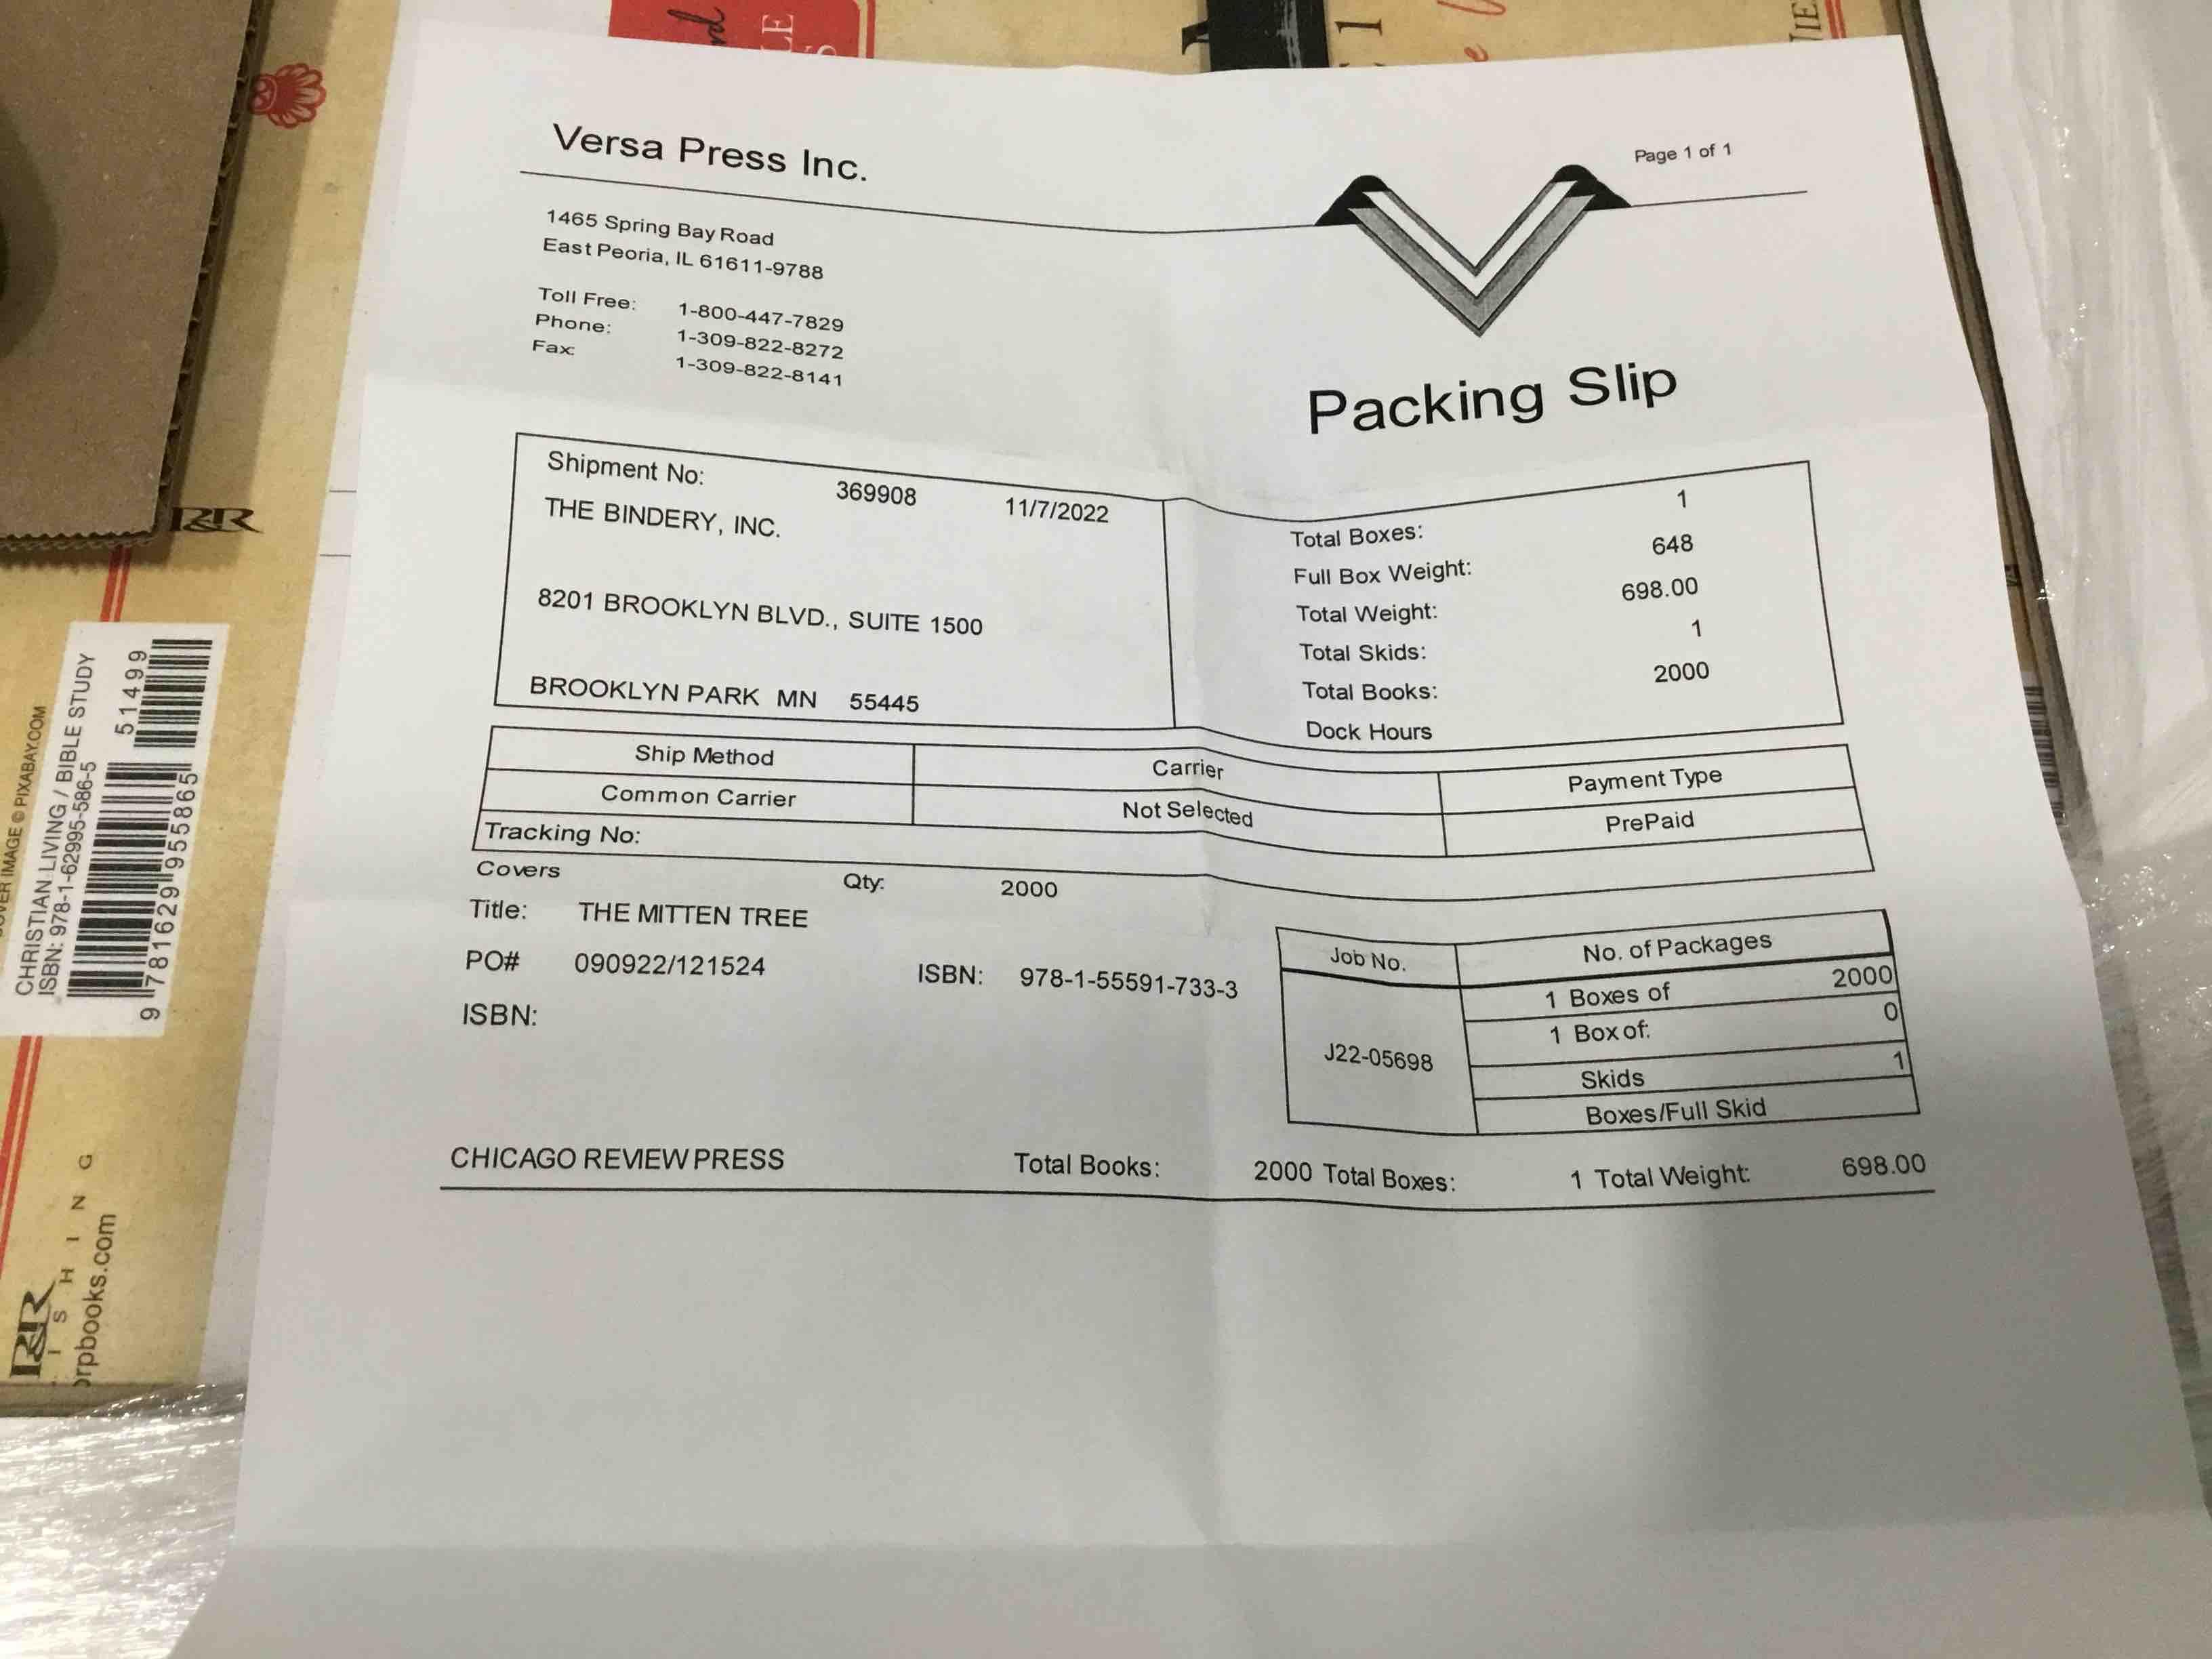 Versa Press Inc.
Page 1 of 1
1465 Spring Bay Road
East Peoria, IL 61611-9788
Toll Free: 1-800-447-7829
Phone: 1-309-822-8272
Fax: 1-309-822-8141
Packing Slip
Shipment No: 369908 11/7/2022
THE BINDERY, INC.
8201 BROOKLYN BLVD., SUITE 1500
BROOKLYN PARK MN 55445
Total Boxes: 1
Full Box Weight: 648
Total Weight: 698.00
Total Skids: 1
Total Books: 2000
Dock Hours
Ship Method Carrier Payment Type
Common Carrier Not Selected PrePaid
Tracking No:
Covers Qty: 2000
Title: THE MITTEN TREE
PO# 090922/121524 ISBN: 978-1-55591-733-3
ISBN:
Job No. No. of Packages
J22-05698
1 Boxes of 2000
1 Box of: 0
Skids 1
Boxes/Full Skid
CHICAGO REVIEW PRESS Total Books: 2000 Total Boxes: 1 Total Weight: 698.00
IMAGE © PIXABAY.COM
CHRISTIAN LIVING / BIBLE STUDY
ISBN: 978-1-62995-586-5
51499
9 781629 955865
P&R
P&R
rpbooks.com